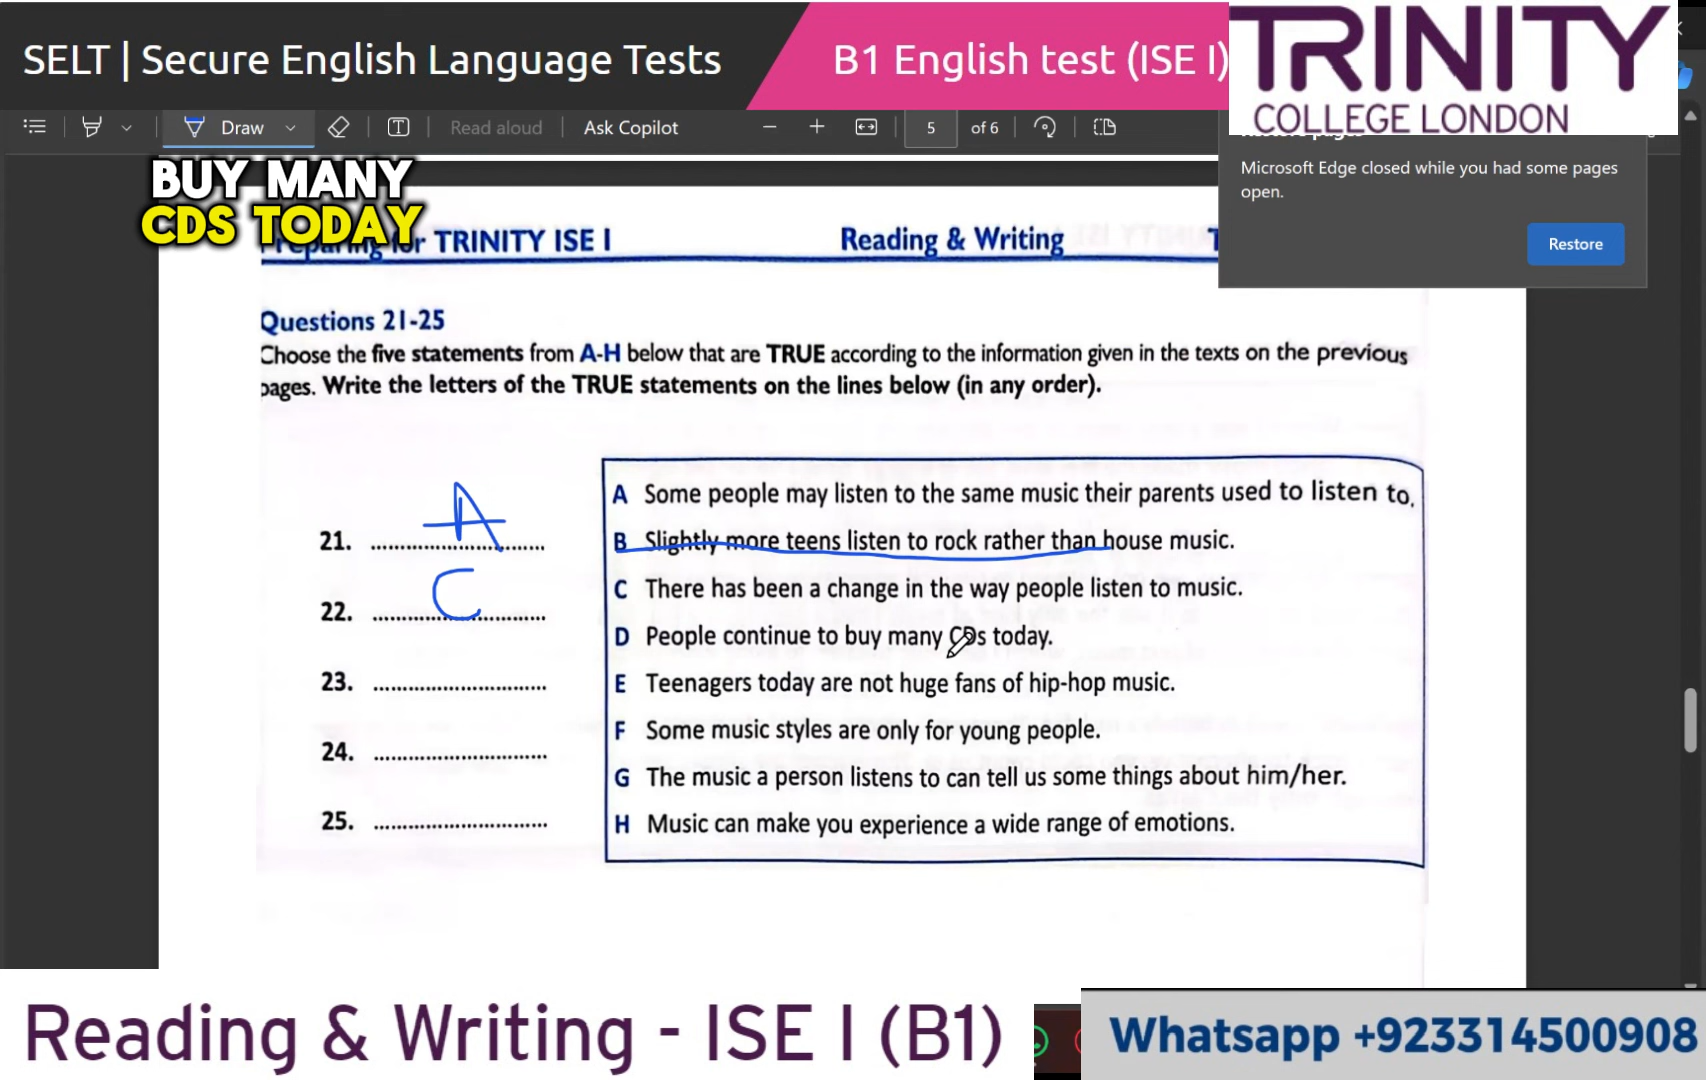 SELT | Secure English Language Tests
B1 English test (ISE I)
TRINITY
COLLEGE LONDON
Draw
Read aloud
Ask Copilot
5
of 6
Microsoft Edge closed while you had some pages
open.
Restore
BUY MANY
CDS TODAY
Preparing for TRINITY ISE I
Reading & Writing
Questions 21-25
Choose the five statements from A-H below that are TRUE according to the information given in the texts on the previous
pages. Write the letters of the TRUE statements on the lines below (in any order).
21. A
22. C
23.
24.
25.
A Some people may listen to the same music their parents used to listen to.
B Slightly more teens listen to rock rather than house music.
C There has been a change in the way people listen to music.
D People continue to buy many CDs today.
E Teenagers today are not huge fans of hip-hop music.
F Some music styles are only for young people.
G The music a person listens to can tell us some things about him/her.
H Music can make you experience a wide range of emotions.
Reading & Writing - ISE I (B1)
Whatsapp +923314500908